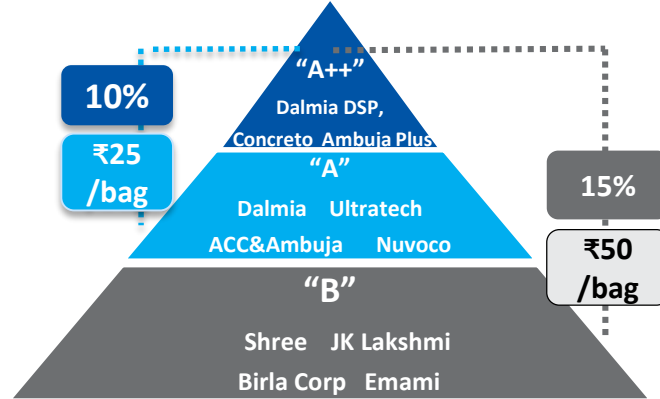 “A++”
10%
Dalmia DSP,
Concreto Ambuja Plus
₹25
/bag
“A”
15%
Dalmia Ultratech
ACC&Ambuja Nuvoco
₹50
/bag
“B”
Shree JK Lakshmi
Birla Corp Emami